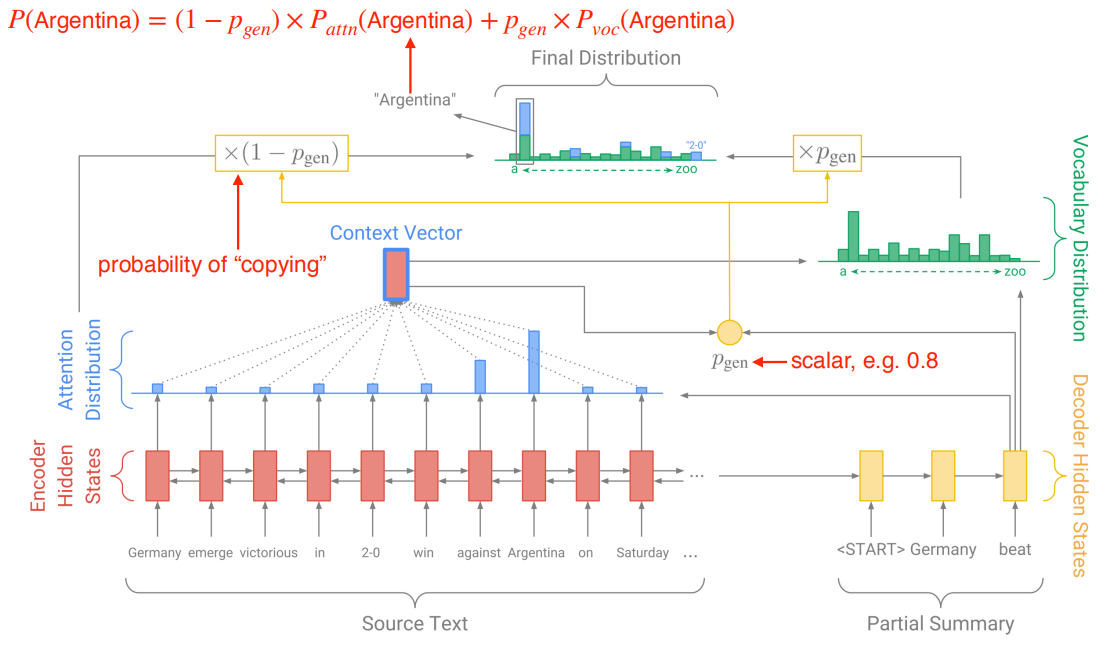 P(Argentina) = (1 − p_gen) × P_attn(Argentina) + p_gen × P_voc(Argentina)
Final Distribution
"Argentina"
"2-0"
×(1 − p_gen)
×p_gen
a
zoo
Vocabulary Distribution
Context Vector
probability of “copying”
a
zoo
Attention
Distribution
p_gen
scalar, e.g. 0.8
Encoder
Hidden
States
...
Decoder Hidden States
Germany emerge victorious in 2-0 win against Argentina on Saturday ...
<START> Germany beat
Source Text
Partial Summary